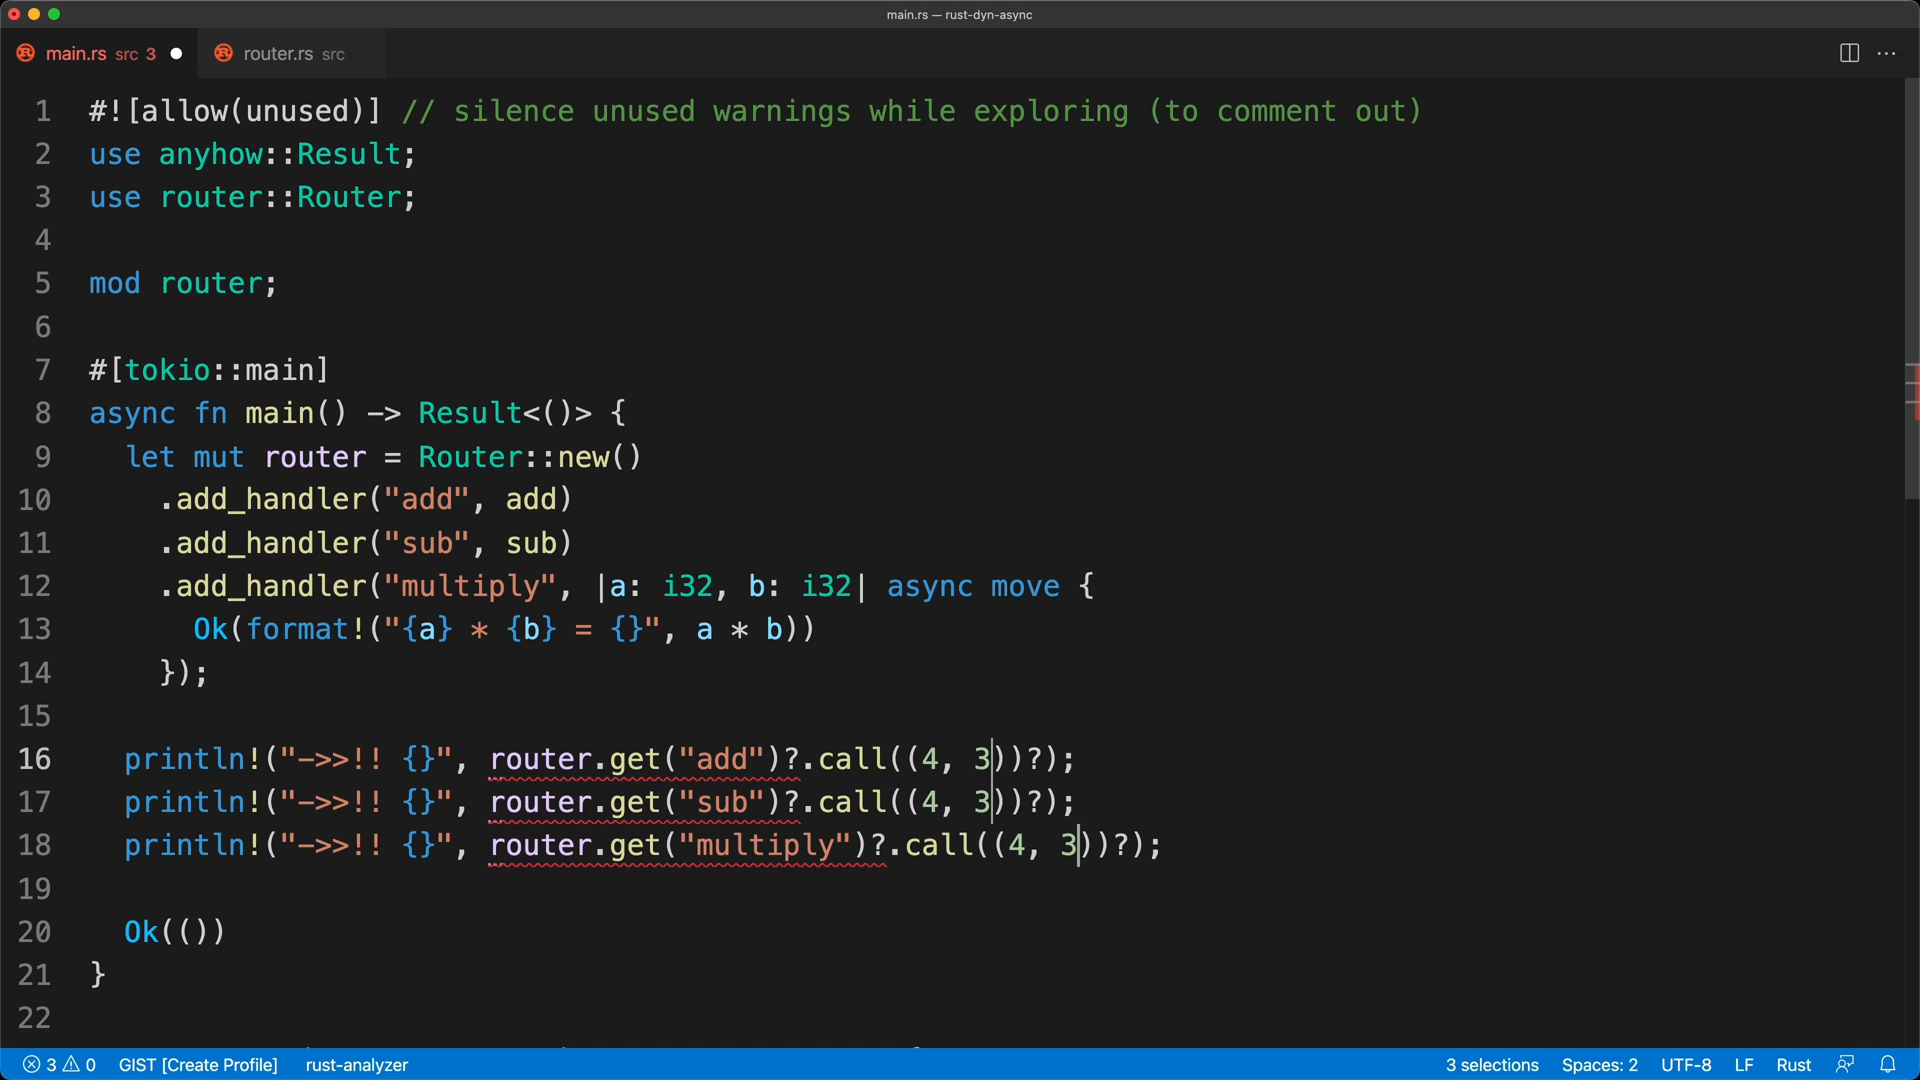 main.rs — rust-dyn-async
main.rs src 3 ● router.rs src
1 #![allow(unused)] // silence unused warnings while exploring (to comment out)
2 use anyhow::Result;
3 use router::Router;
4
5 mod router;
6
7 #[tokio::main]
8 async fn main() -> Result<()> {
9   let mut router = Router::new()
10     .add_handler("add", add)
11     .add_handler("sub", sub)
12     .add_handler("multiply", |a: i32, b: i32| async move {
13       Ok(format!("{a} * {b} = {}", a * b))
14     });
15
16   println!("->>!! {}", router.get("add")?.call((4, 3))?);
17   println!("->>!! {}", router.get("sub")?.call((4, 3))?);
18   println!("->>!! {}", router.get("multiply")?.call((4, 3))?);
19
20   Ok(())
21 }
22
3 0 GIST [Create Profile] rust-analyzer 3 selections Spaces: 2 UTF-8 LF Rust